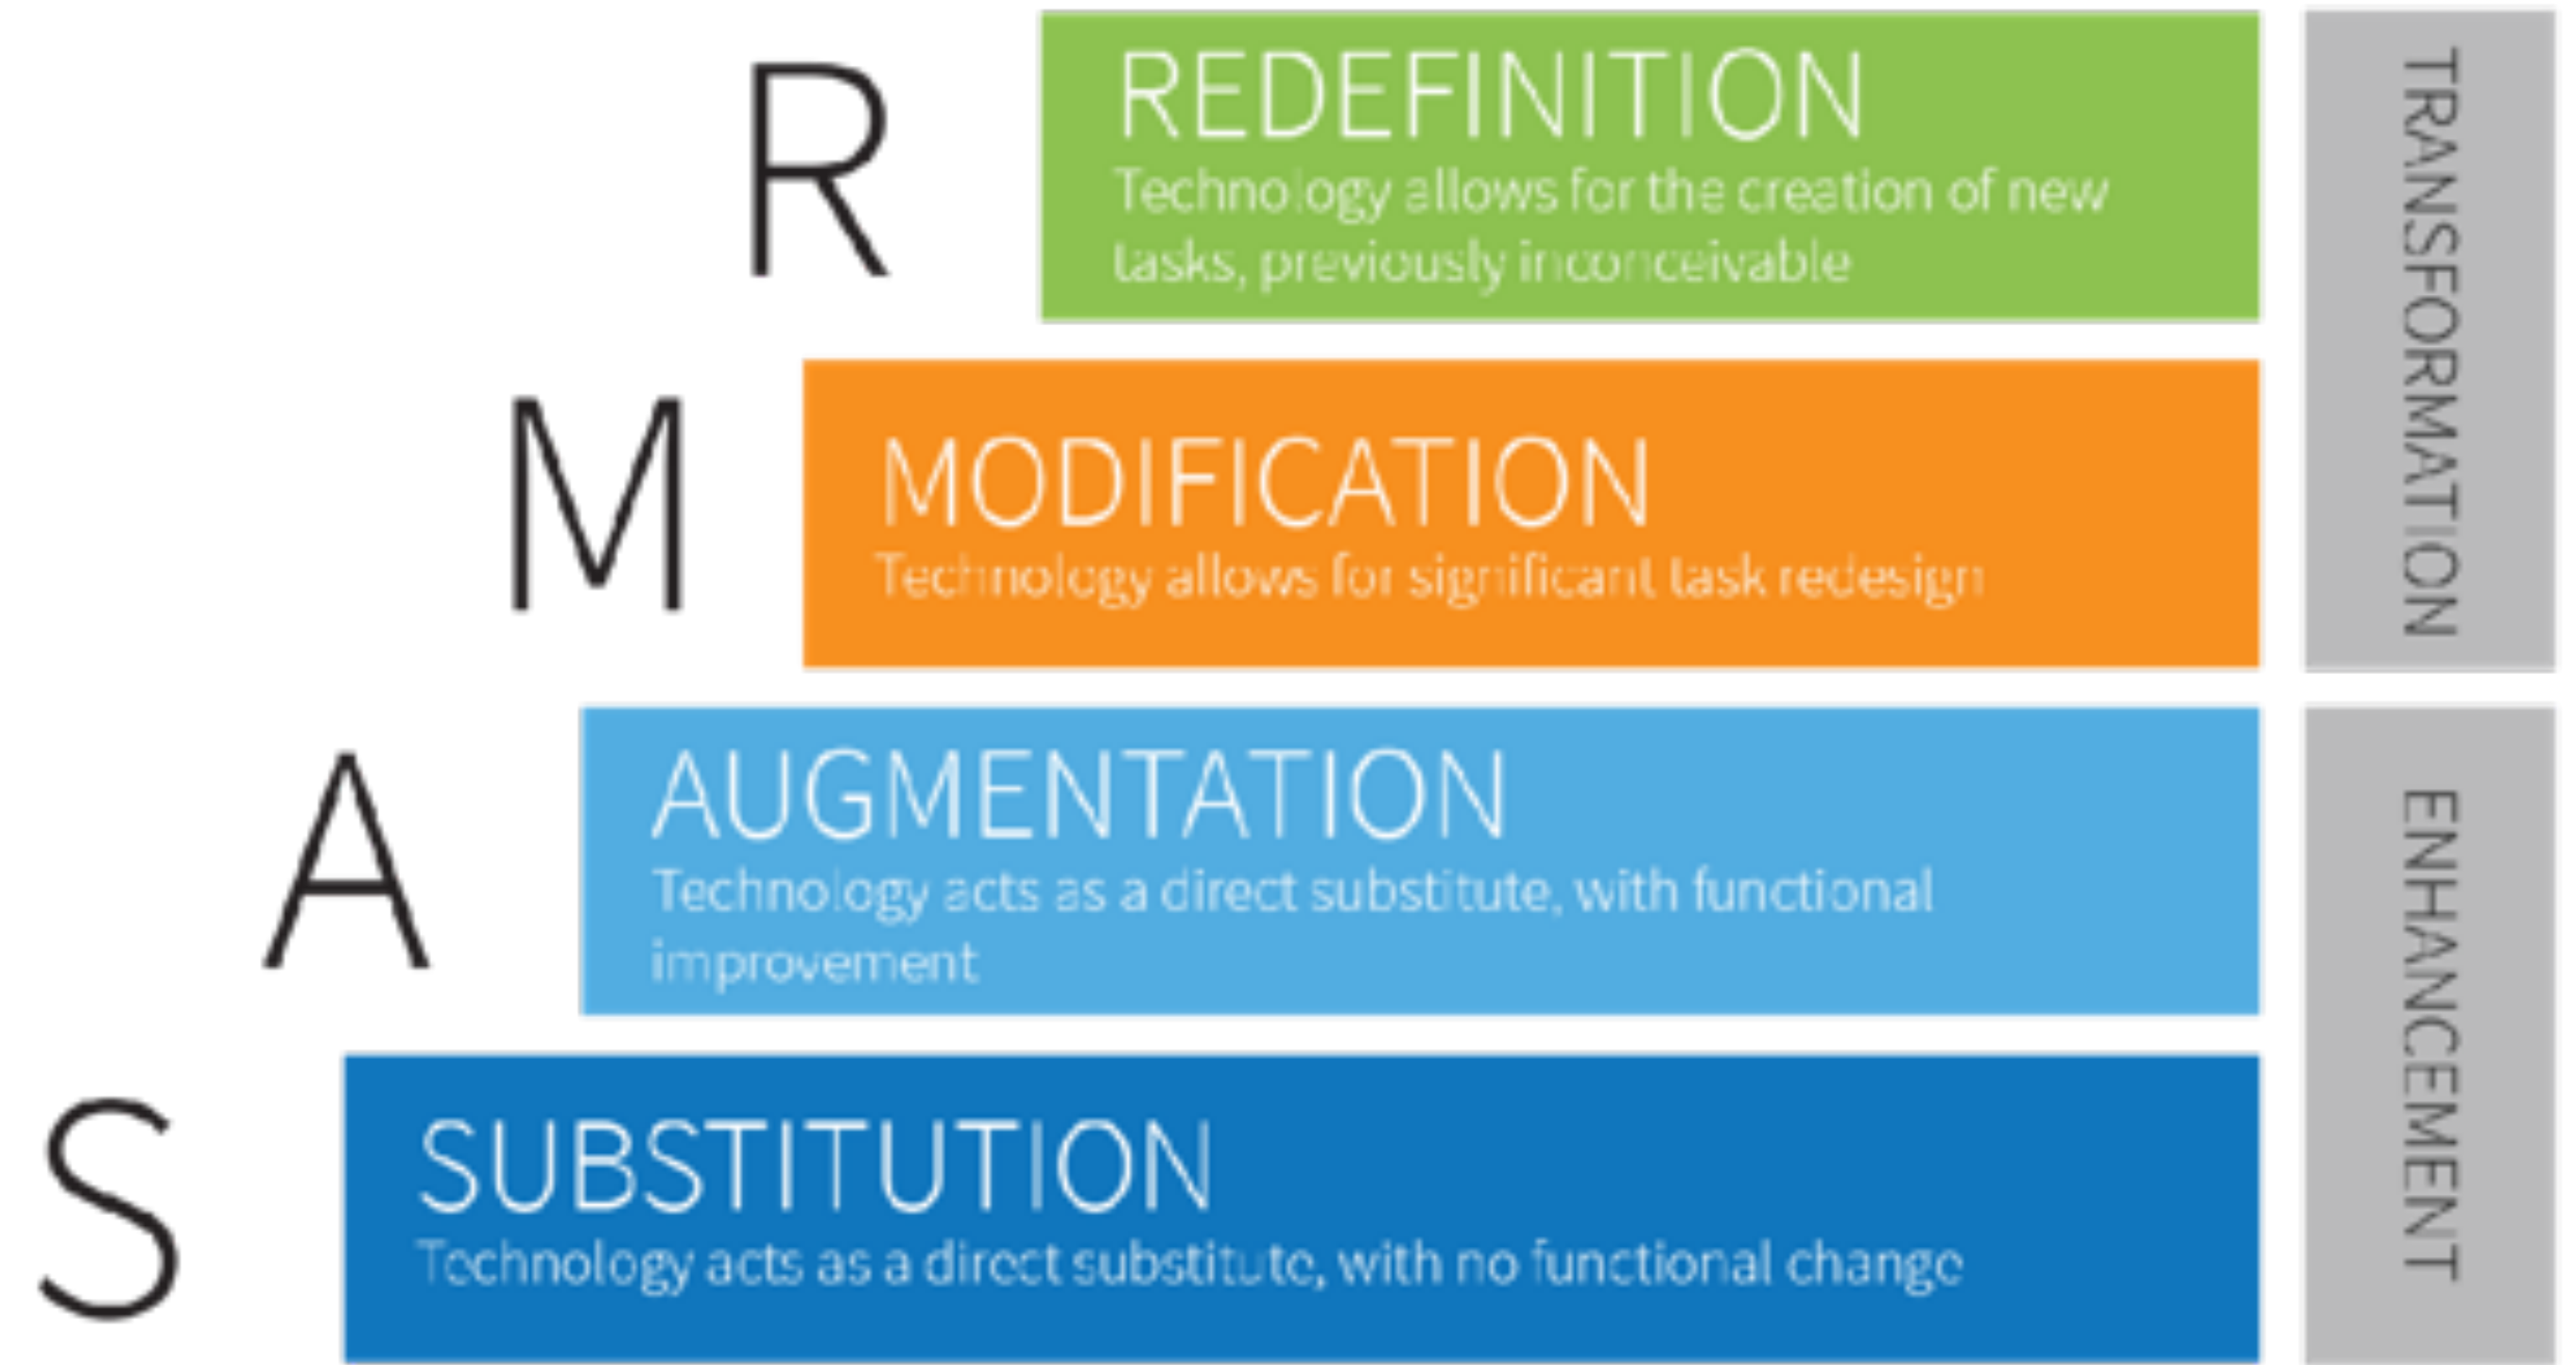 R
REDEFINITION
Technology allows for the creation of new
tasks, previously inconceivable
M
MODIFICATION
Technology allows for significant task redesign
TRANSFORMATION
A
AUGMENTATION
Technology acts as a direct substitute, with functional
improvement
S
SUBSTITUTION
Technology acts as a direct substitute, with no functional change
ENHANCEMENT